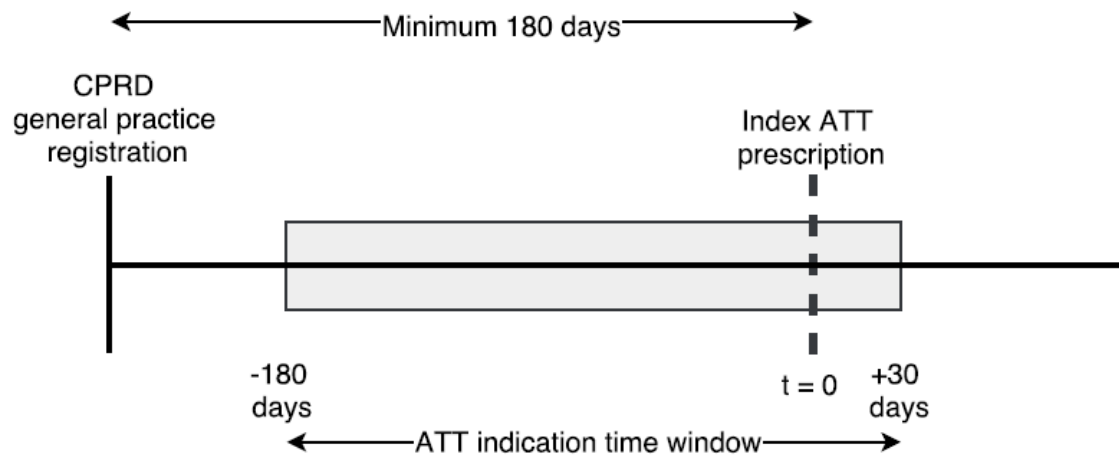 Minimum 180 days
CPRD
general practice
registration
Index ATT
prescription
-180
days
t = 0
+30
days
ATT indication time window